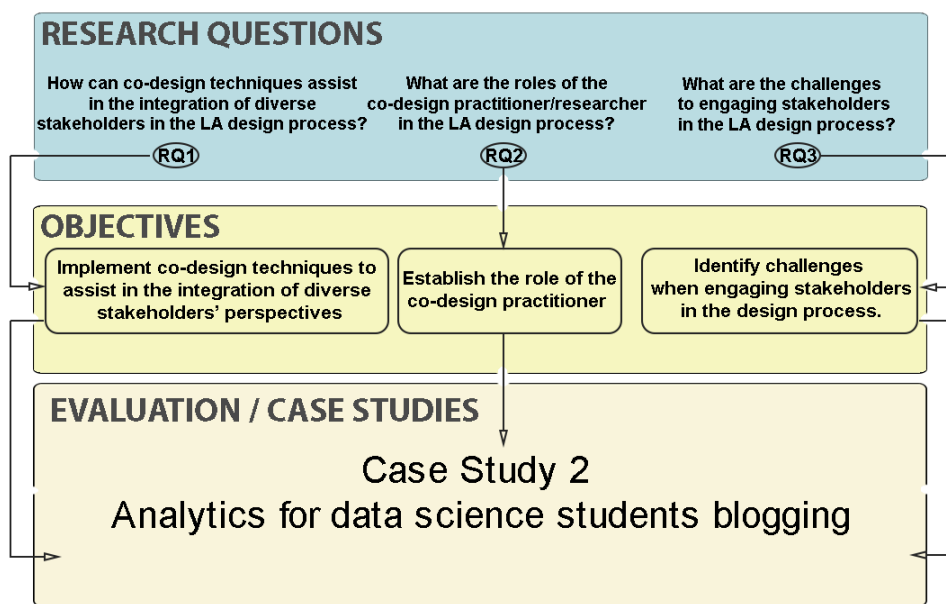 RESEARCH QUESTIONS
How can co-design techniques assist
in the integration of diverse
stakeholders in the LA design process?
RQ1
What are the roles of the
co-design practitioner/researcher
in the LA design process?
RQ2
What are the challenges
to engaging stakeholders
in the LA design process?
RQ3
OBJECTIVES
Implement co-design techniques to
assist in the integration of diverse
stakeholders' perspectives
Establish the role of the
co-design practitioner
Identify challenges
when engaging stakeholders
in the design process.
EVALUATION / CASE STUDIES
Case Study 2
Analytics for data science students blogging